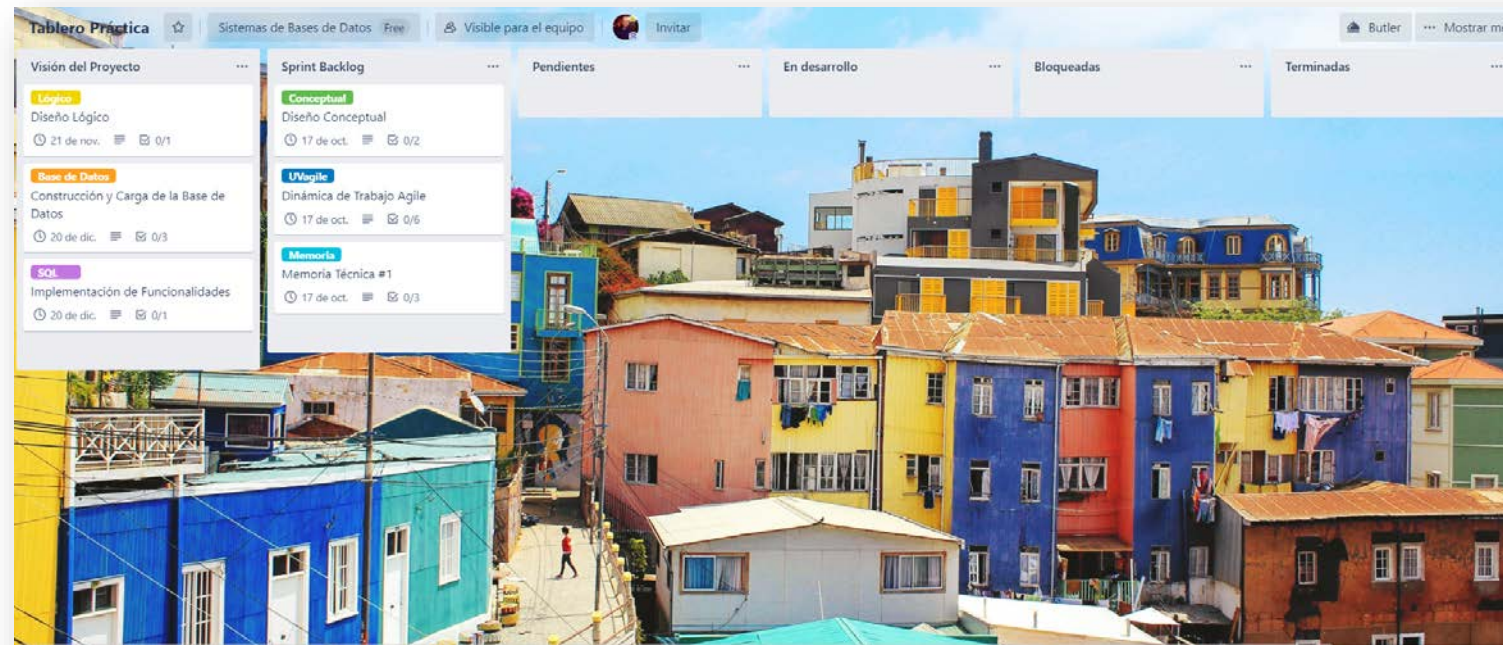 Tablero Práctica
Sistemas de Bases de Datos Free
Visible para el equipo
Invitar
Butler
Mostrar me
Visión del Proyecto
Lógico
Diseño Lógico
21 de nov. 0/1
Base de Datos
Construcción y Carga de la Base de
Datos
20 de dic. 0/3
SQL
Implementación de Funcionalidades
20 de dic. 0/1
Sprint Backlog
Conceptual
Diseño Conceptual
17 de oct. 0/2
UVagile
Dinámica de Trabajo Agile
17 de oct. 0/6
Memoria
Memoria Técnica #1
17 de oct. 0/3
Pendientes
En desarrollo
Bloqueadas
Terminadas